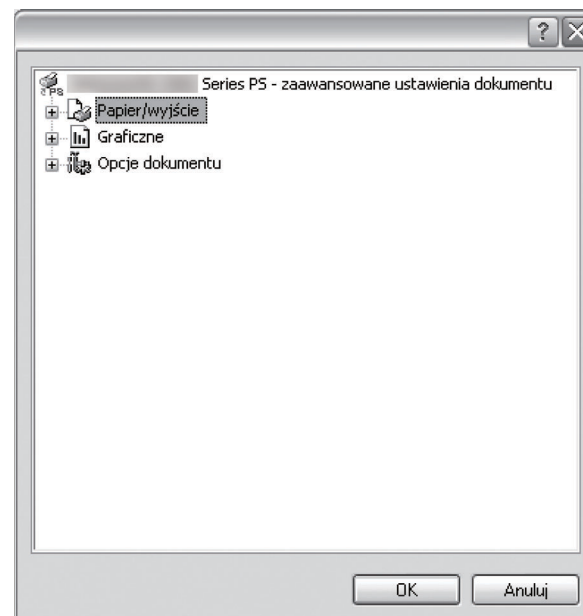 Series PS - zaawansowane ustawienia dokumentu
PS
Papier/wyjście
Graficzne
Opcje dokumentu
OK
Anuluj